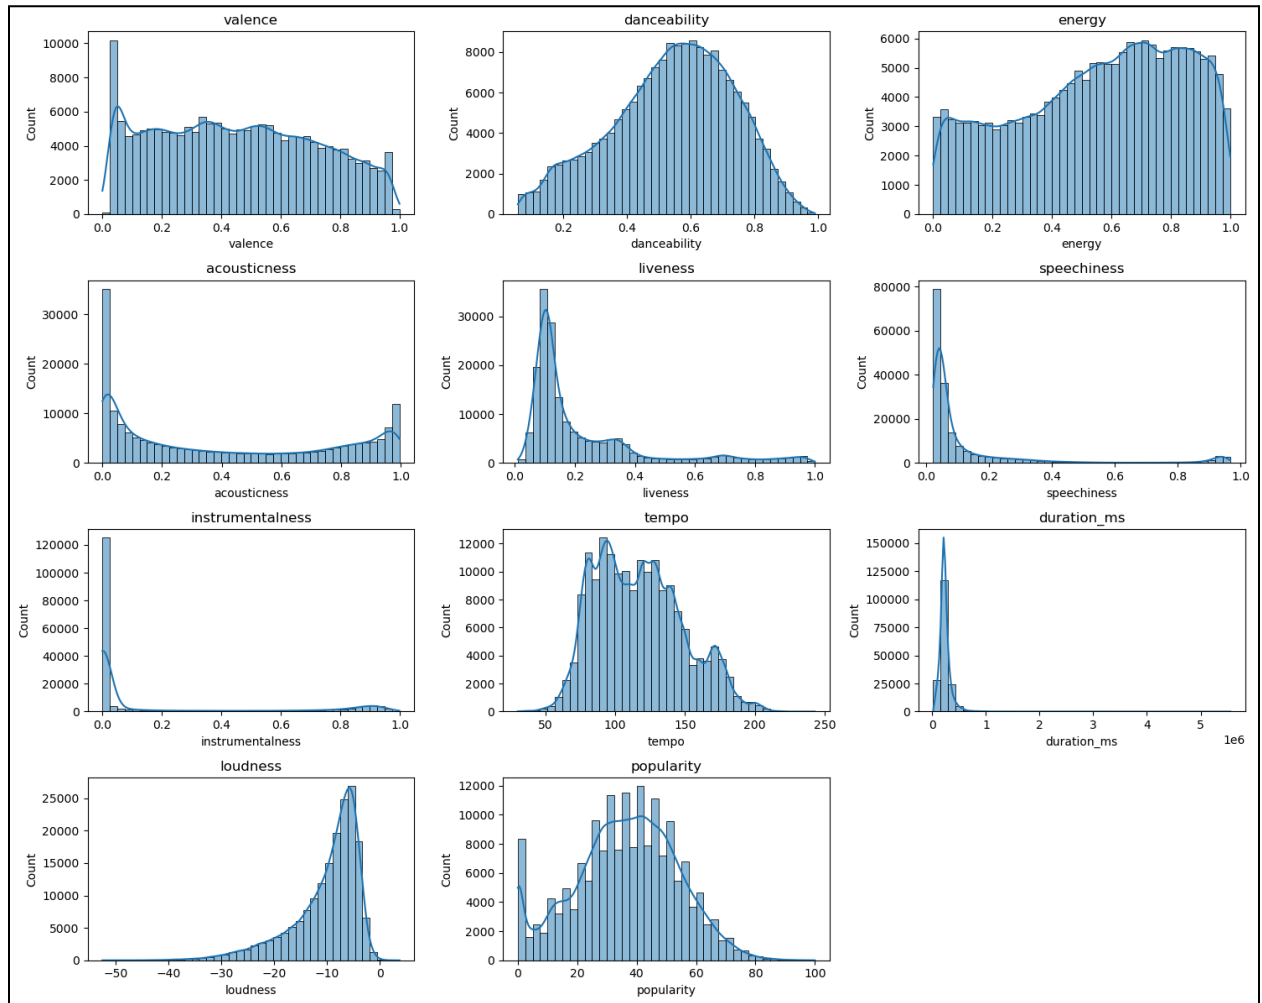 valence
Count
10000
8000
6000
4000
2000
0
0.0 0.2 0.4 0.6 0.8 1.0
valence
danceability
Count
8000
6000
4000
2000
0
0.2 0.4 0.6 0.8 1.0
danceability
energy
Count
6000
5000
4000
3000
2000
1000
0
0.0 0.2 0.4 0.6 0.8 1.0
energy
acousticness
Count
30000
20000
10000
0
0.0 0.2 0.4 0.6 0.8 1.0
acousticness
liveness
Count
30000
20000
10000
0
0.0 0.2 0.4 0.6 0.8 1.0
liveness
speechiness
Count
80000
60000
40000
20000
0
0.0 0.2 0.4 0.6 0.8 1.0
speechiness
instrumentalness
Count
120000
100000
80000
60000
40000
20000
0
0.0 0.2 0.4 0.6 0.8 1.0
instrumentalness
tempo
Count
12000
10000
8000
6000
4000
2000
0
50 100 150 200 250
tempo
duration_ms
Count
150000
125000
100000
75000
50000
25000
0
0 1 2 3 4 5
1e6
duration_ms
loudness
Count
25000
20000
15000
10000
5000
0
−50 −40 −30 −20 −10 0
loudness
popularity
Count
12000
10000
8000
6000
4000
2000
0
0 20 40 60 80 100
popularity